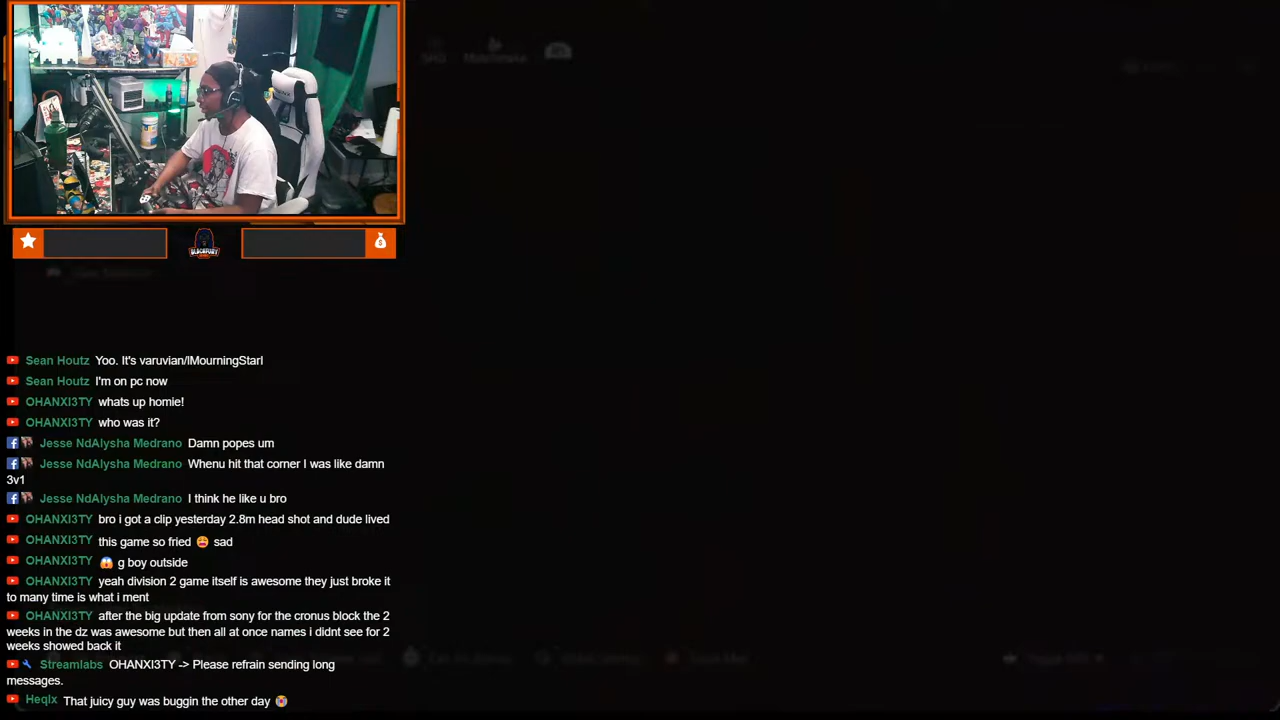 Sean Houtz Yoo. It's varuvian/lMourningStarl
Sean Houtz I'm on pc now
OHANXI3TY whats up homie!
OHANXI3TY who was it?
Jesse NdAlysha Medrano Damn popes um
Jesse NdAlysha Medrano Whenu hit that corner I was like damn
3v1
Jesse NdAlysha Medrano I think he like u bro
OHANXI3TY bro i got a clip yesterday 2.8m head shot and dude lived
OHANXI3TY this game so fried 😩 sad
OHANXI3TY 😱 g boy outside
OHANXI3TY yeah division 2 game itself is awesome they just broke it
to many time is what i ment
OHANXI3TY after the big update from sony for the cronus block the 2
weeks in the dz was awesome but then all at once names i didnt see for 2
weeks showed back it
Streamlabs OHANXI3TY -> Please refrain sending long
messages.
Heqlx That juicy guy was buggin the other day